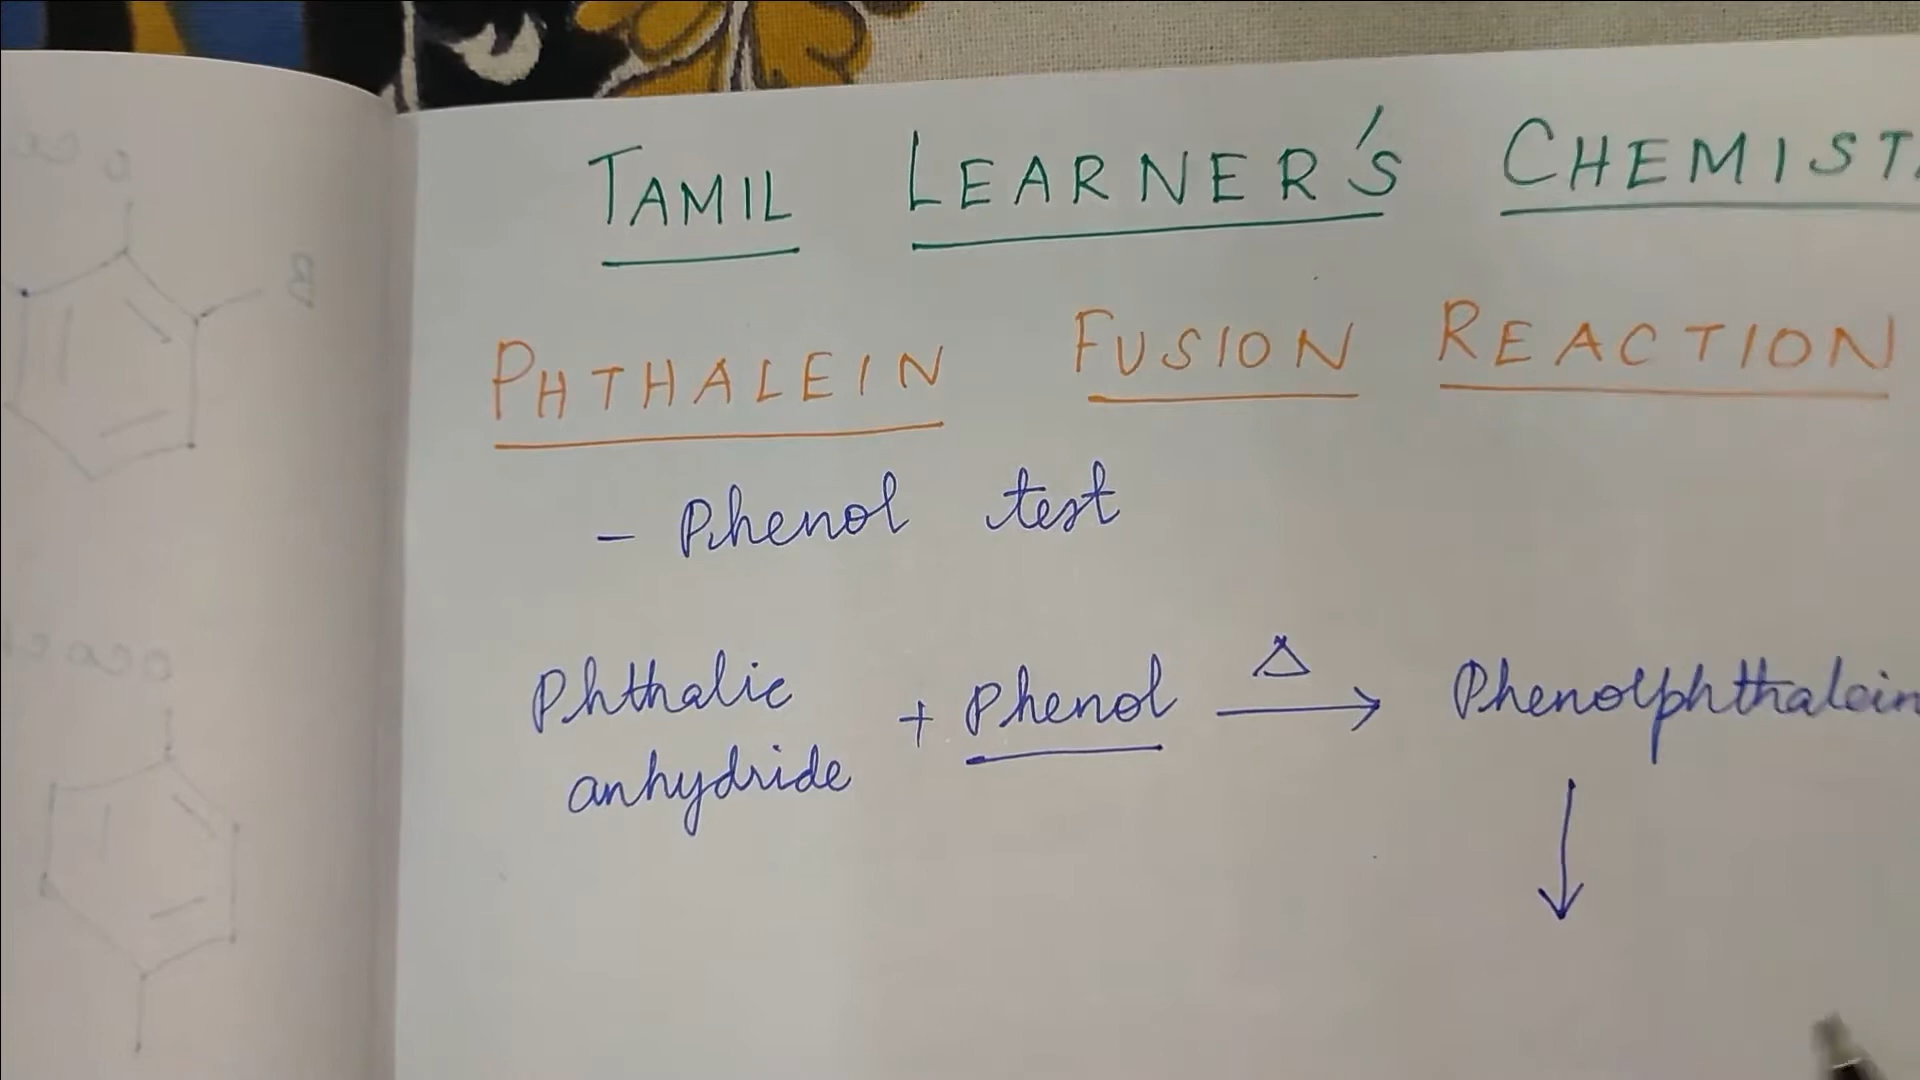 TAMIL LEARNER'S CHEMIST
PHTHALEIN FUSION REACTION
- Phenol test
Phthalic + Phenol △ → Phenolphthalein
anhydride
↓